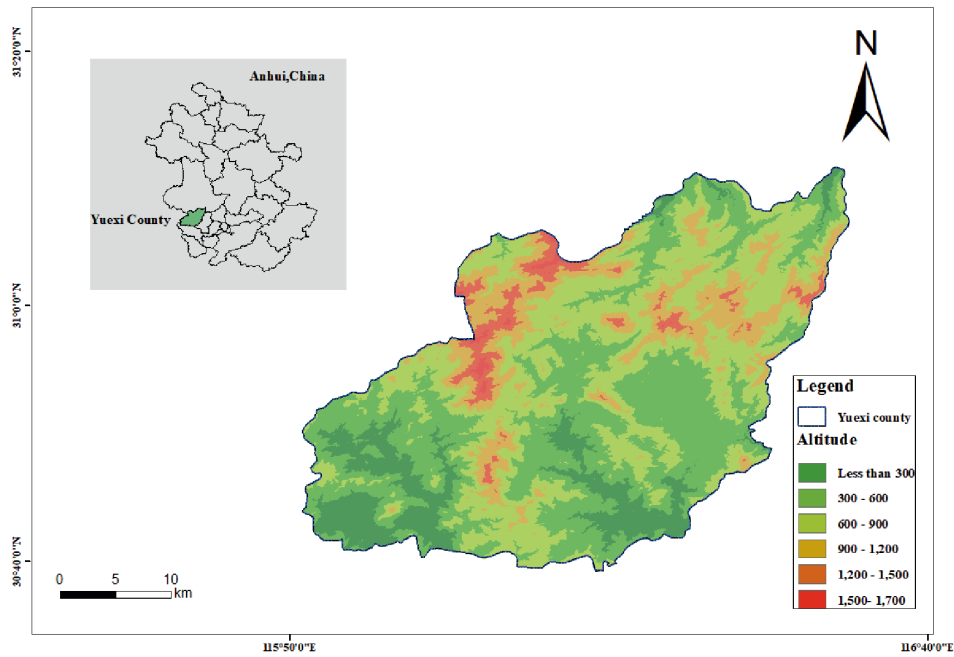 31°20'0"N
Anhui,China
N
Yuexi County
31°0'0"N
Legend
Yuexi county
Altitude
Less than 300
300 - 600
600 - 900
900 - 1,200
1,200 - 1,500
1,500- 1,700
30°40'0"N
0 5 10
km
115°50'0"E
116°40'0"E